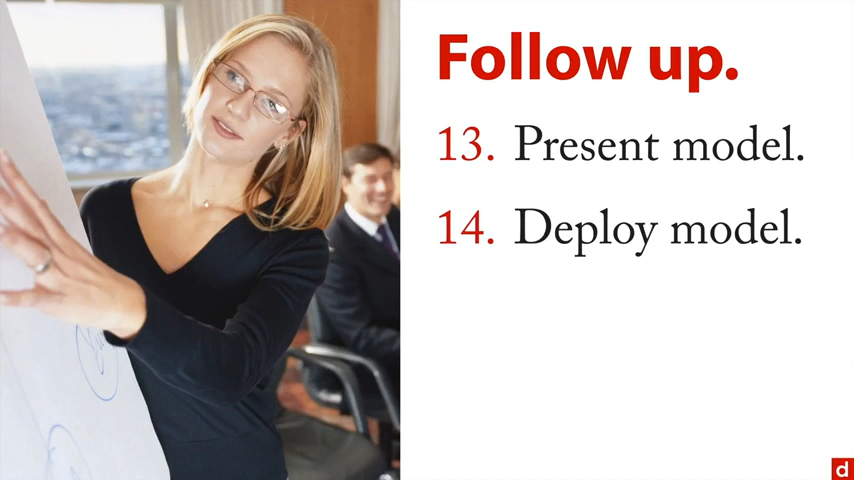 Follow up.
13. Present model.
14. Deploy model.
d